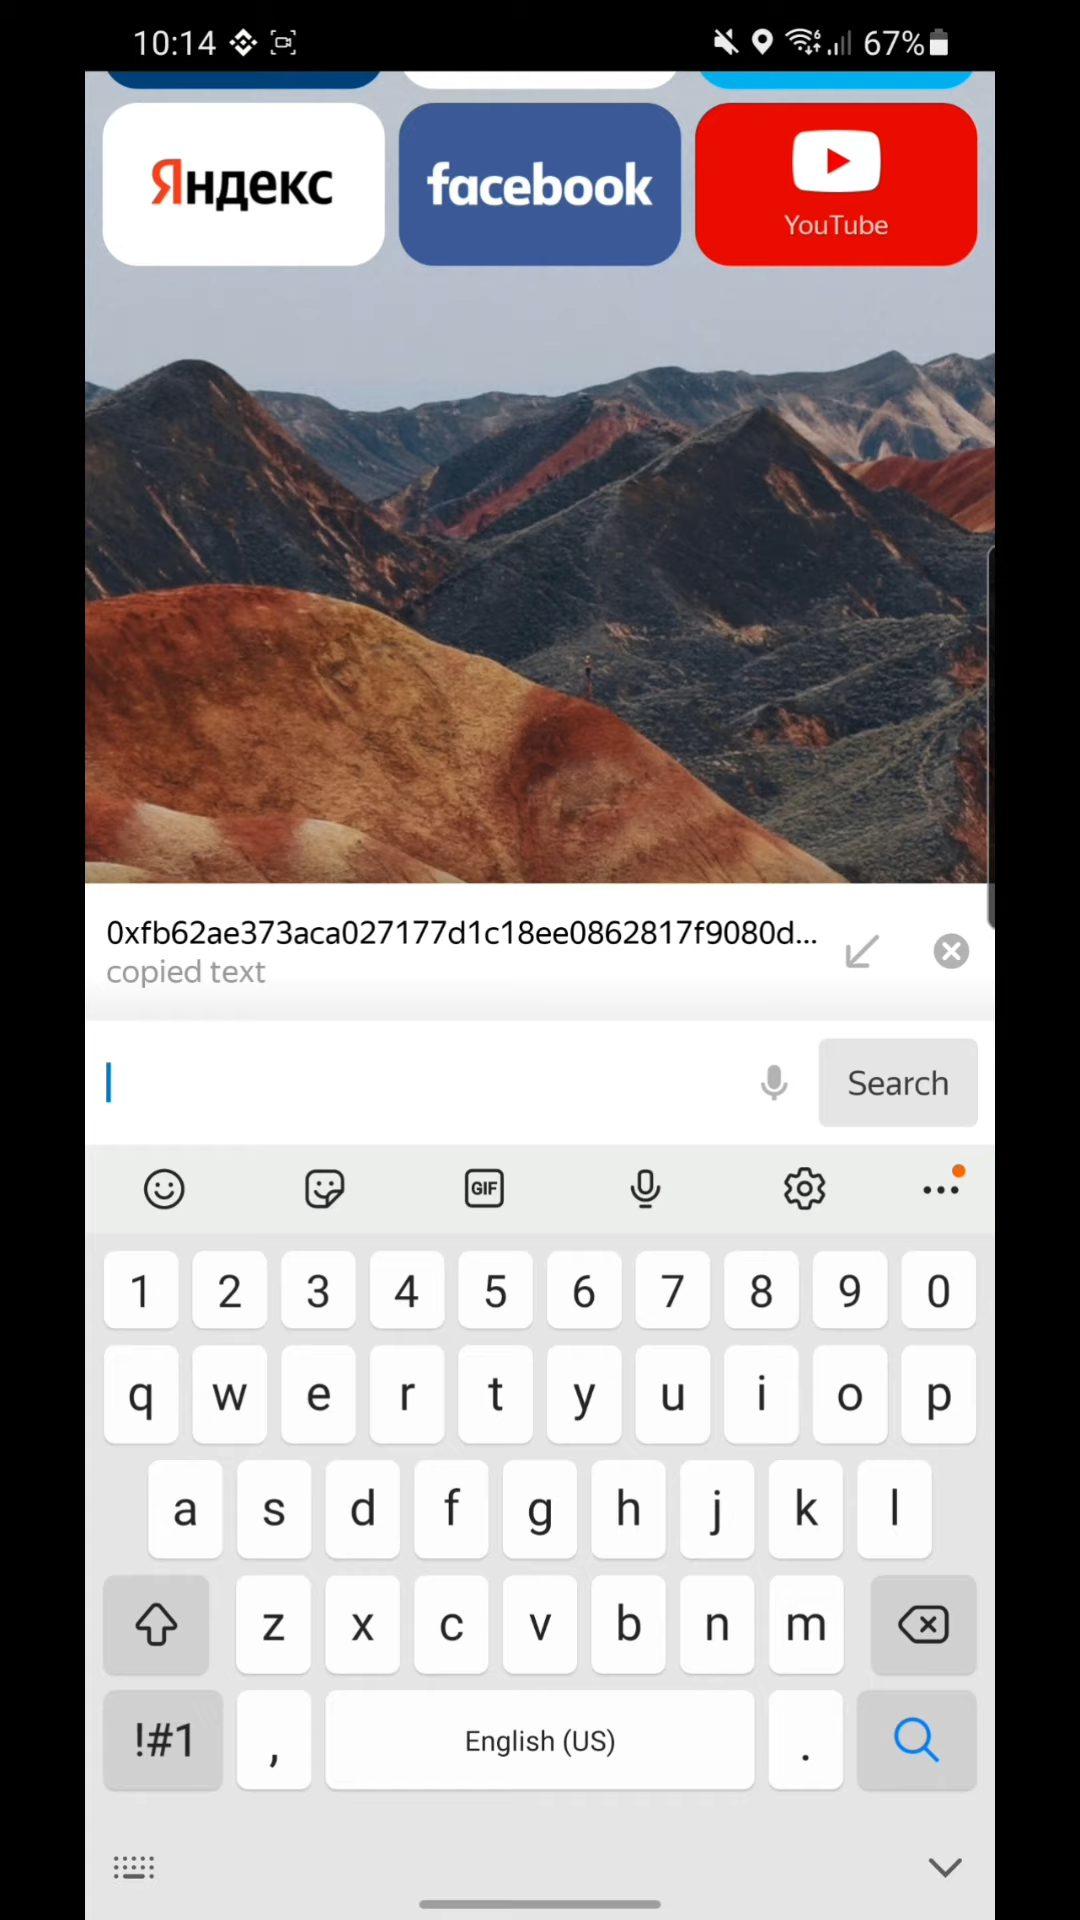 10:14
67%
Яндекс
facebook
YouTube
0xfb62ae373aca027177d1c18ee0862817f9080d...
copied text
Search
GIF
1 2 3 4 5 6 7 8 9 0
q w e r t y u i o p
a s d f g h j k l
z x c v b n m
!#1 , English (US) .